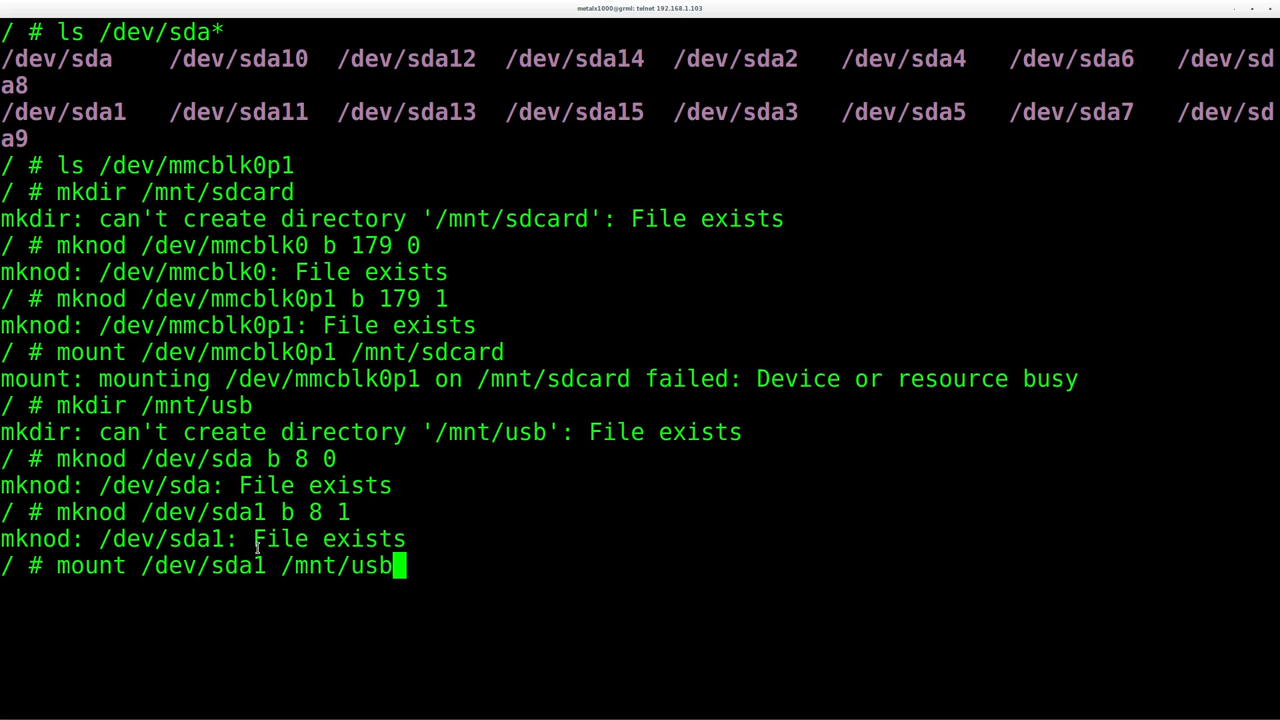 metalx1000@grml: telnet 192.168.1.103
/ # ls /dev/sda*
/dev/sda    /dev/sda10  /dev/sda12  /dev/sda14  /dev/sda2   /dev/sda4   /dev/sda6   /dev/sd
a8
/dev/sda1   /dev/sda11  /dev/sda13  /dev/sda15  /dev/sda3   /dev/sda5   /dev/sda7   /dev/sd
a9
/ # ls /dev/mmcblk0p1
/ # mkdir /mnt/sdcard
mkdir: can't create directory '/mnt/sdcard': File exists
/ # mknod /dev/mmcblk0 b 179 0
mknod: /dev/mmcblk0: File exists
/ # mknod /dev/mmcblk0p1 b 179 1
mknod: /dev/mmcblk0p1: File exists
/ # mount /dev/mmcblk0p1 /mnt/sdcard
mount: mounting /dev/mmcblk0p1 on /mnt/sdcard failed: Device or resource busy
/ # mkdir /mnt/usb
mkdir: can't create directory '/mnt/usb': File exists
/ # mknod /dev/sda b 8 0
mknod: /dev/sda: File exists
/ # mknod /dev/sda1 b 8 1
mknod: /dev/sda1: File exists
/ # mount /dev/sda1 /mnt/usb